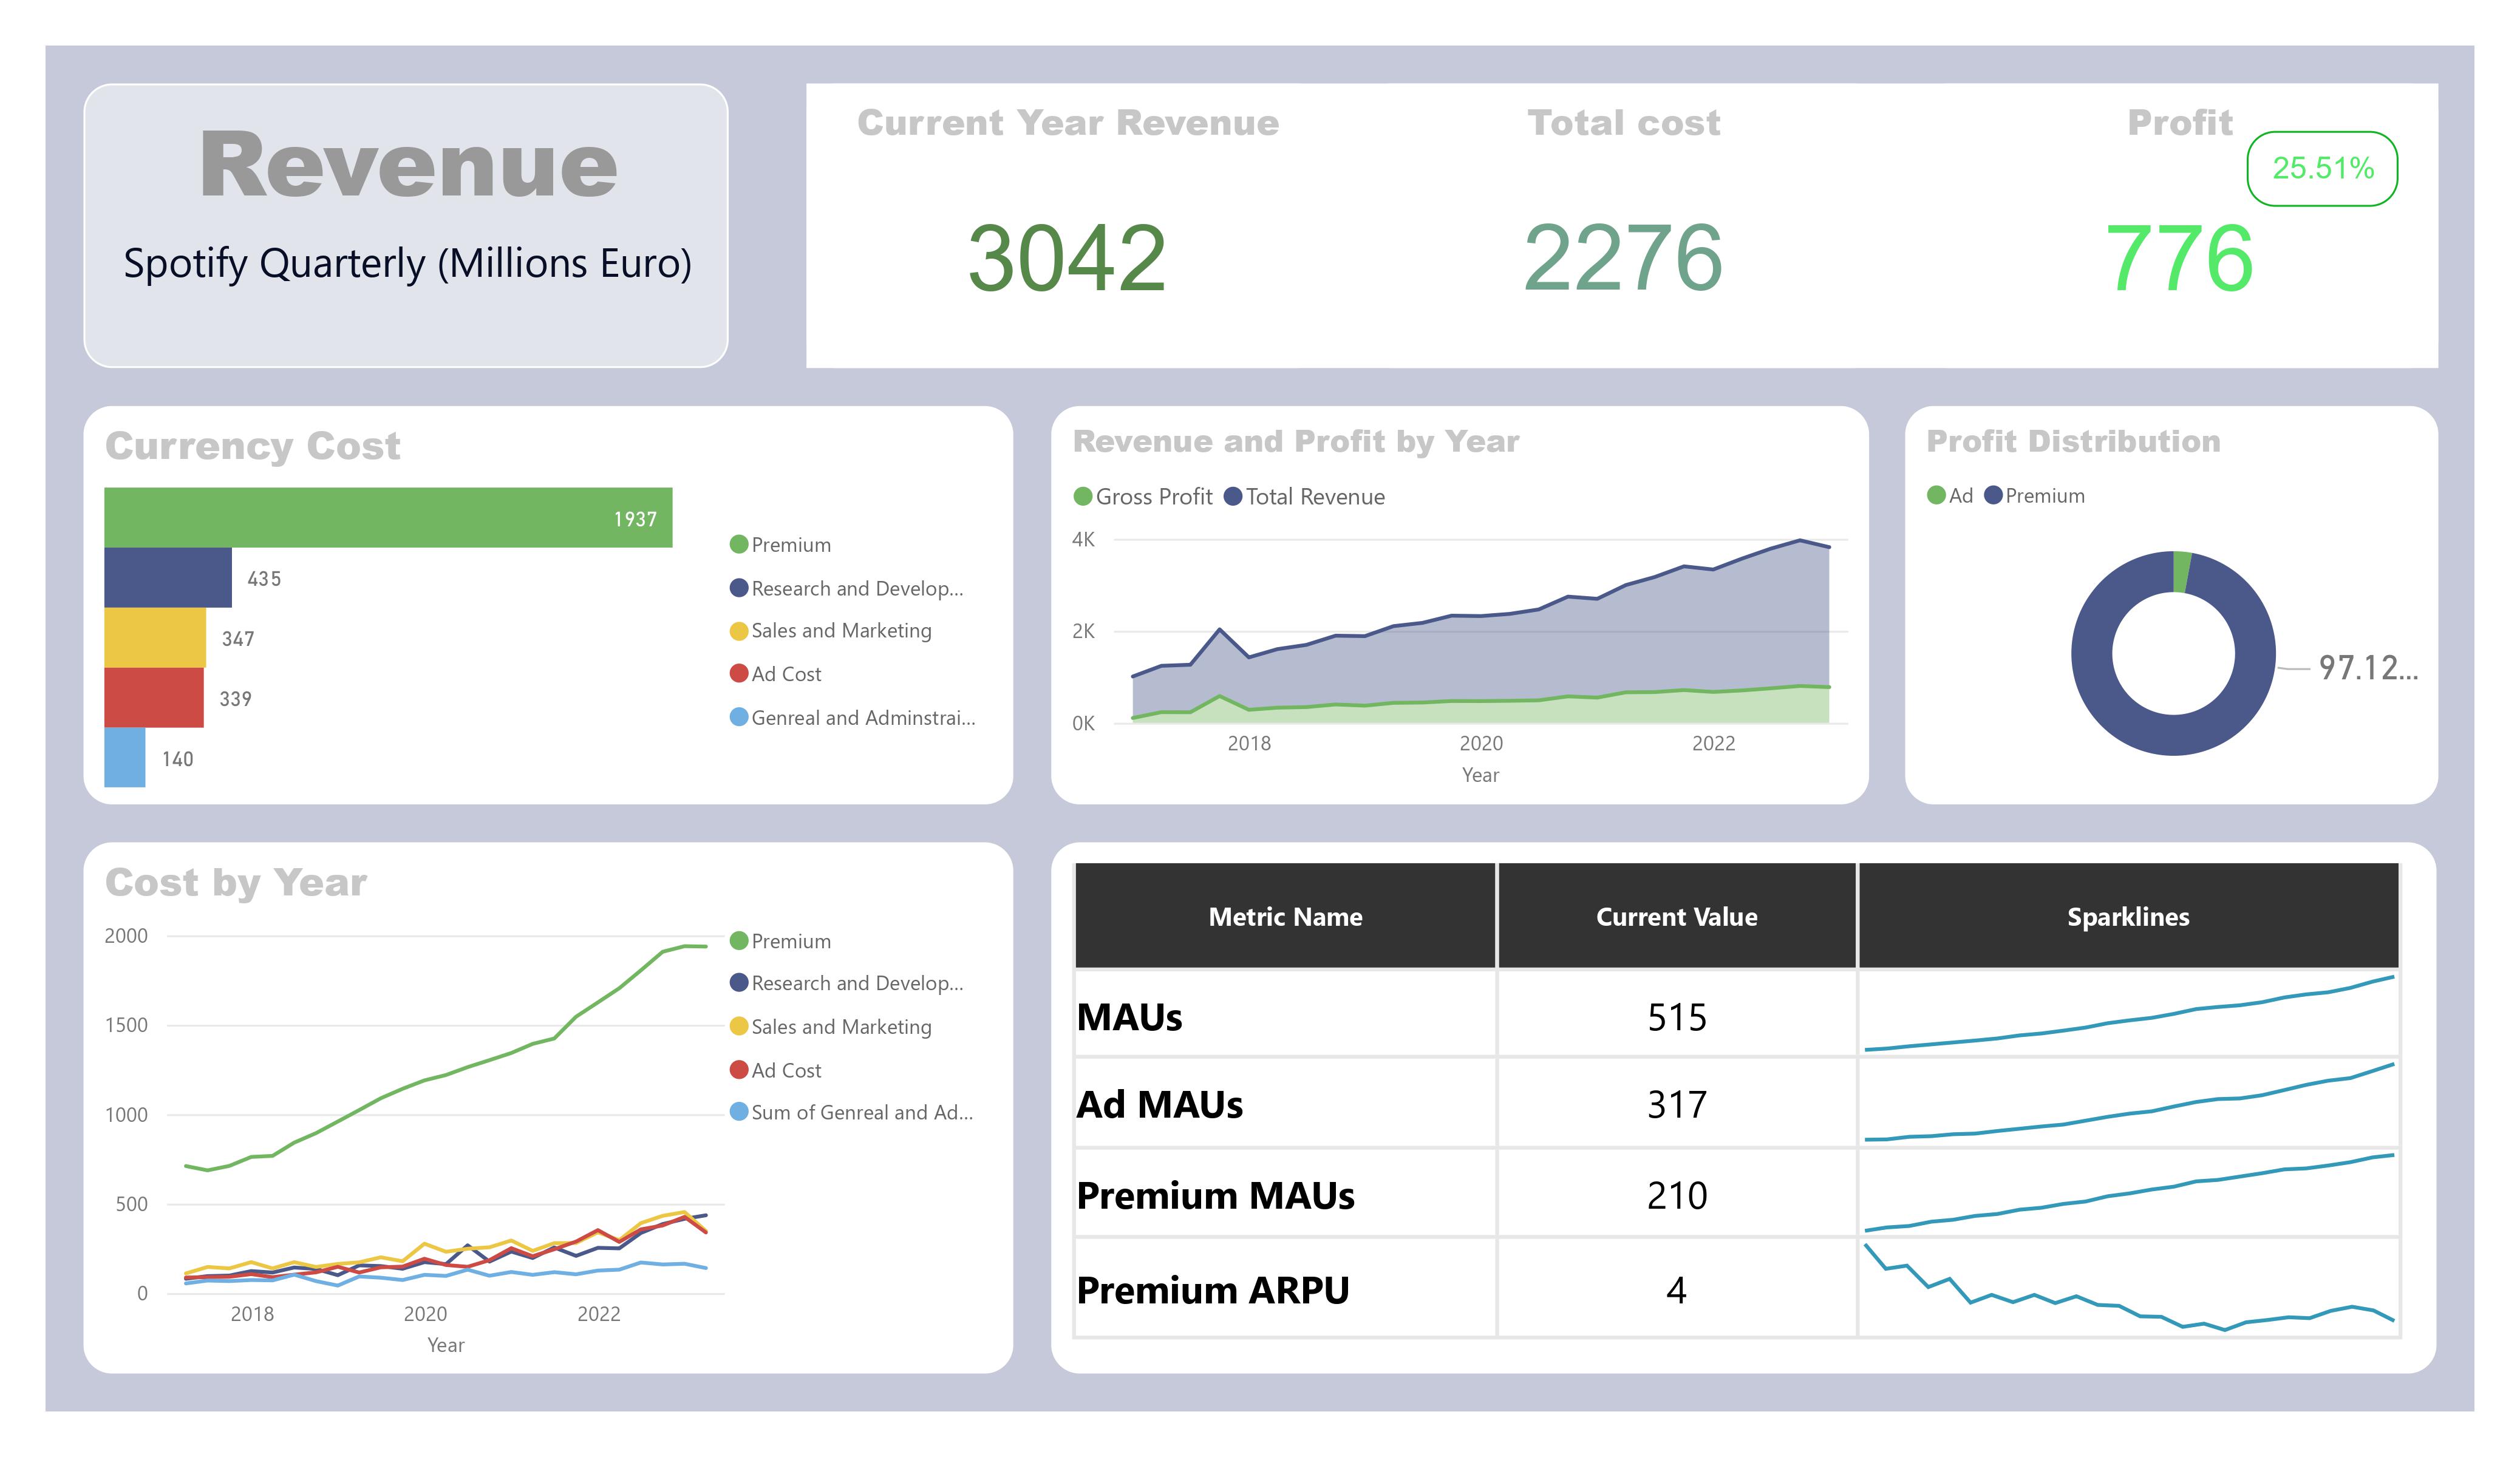 Revenue
Spotify Quarterly (Millions Euro)
Current Year Revenue
3042
Total cost
2276
Profit
25.51%
776
Currency Cost
1937
435
347
339
140
Premium
Research and Develop...
Sales and Marketing
Ad Cost
Genreal and Adminstrai...
Revenue and Profit by Year
Gross Profit Total Revenue
4K
2K
0K
2018 2020 2022
Year
Profit Distribution
Ad Premium
97.12...
Cost by Year
2000
1500
1000
500
0
2018 2020 2022
Year
Premium
Research and Develop...
Sales and Marketing
Ad Cost
Sum of Genreal and Ad...
Metric Name Current Value Sparklines
MAUs 515
Ad MAUs 317
Premium MAUs 210
Premium ARPU 4